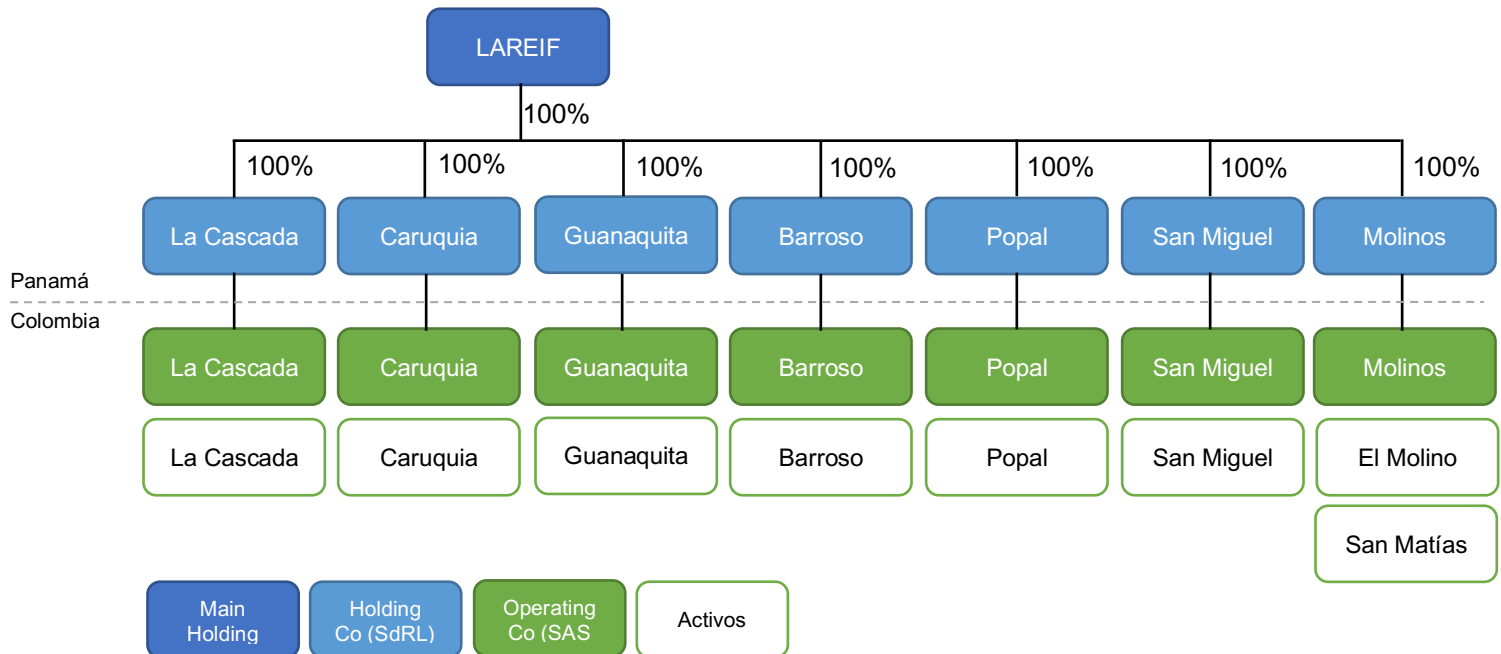 LAREIF
100%
100% 100% 100% 100% 100% 100% 100%
La Cascada Caruquia Guanaquita Barroso Popal San Miguel Molinos
Panamá
Colombia
La Cascada Caruquia Guanaquita Barroso Popal San Miguel Molinos
La Cascada Caruquia Guanaquita Barroso Popal San Miguel El Molino
San Matías
Main
Holding
Holding
Co (SdRL)
Operating
Co (SAS
Activos